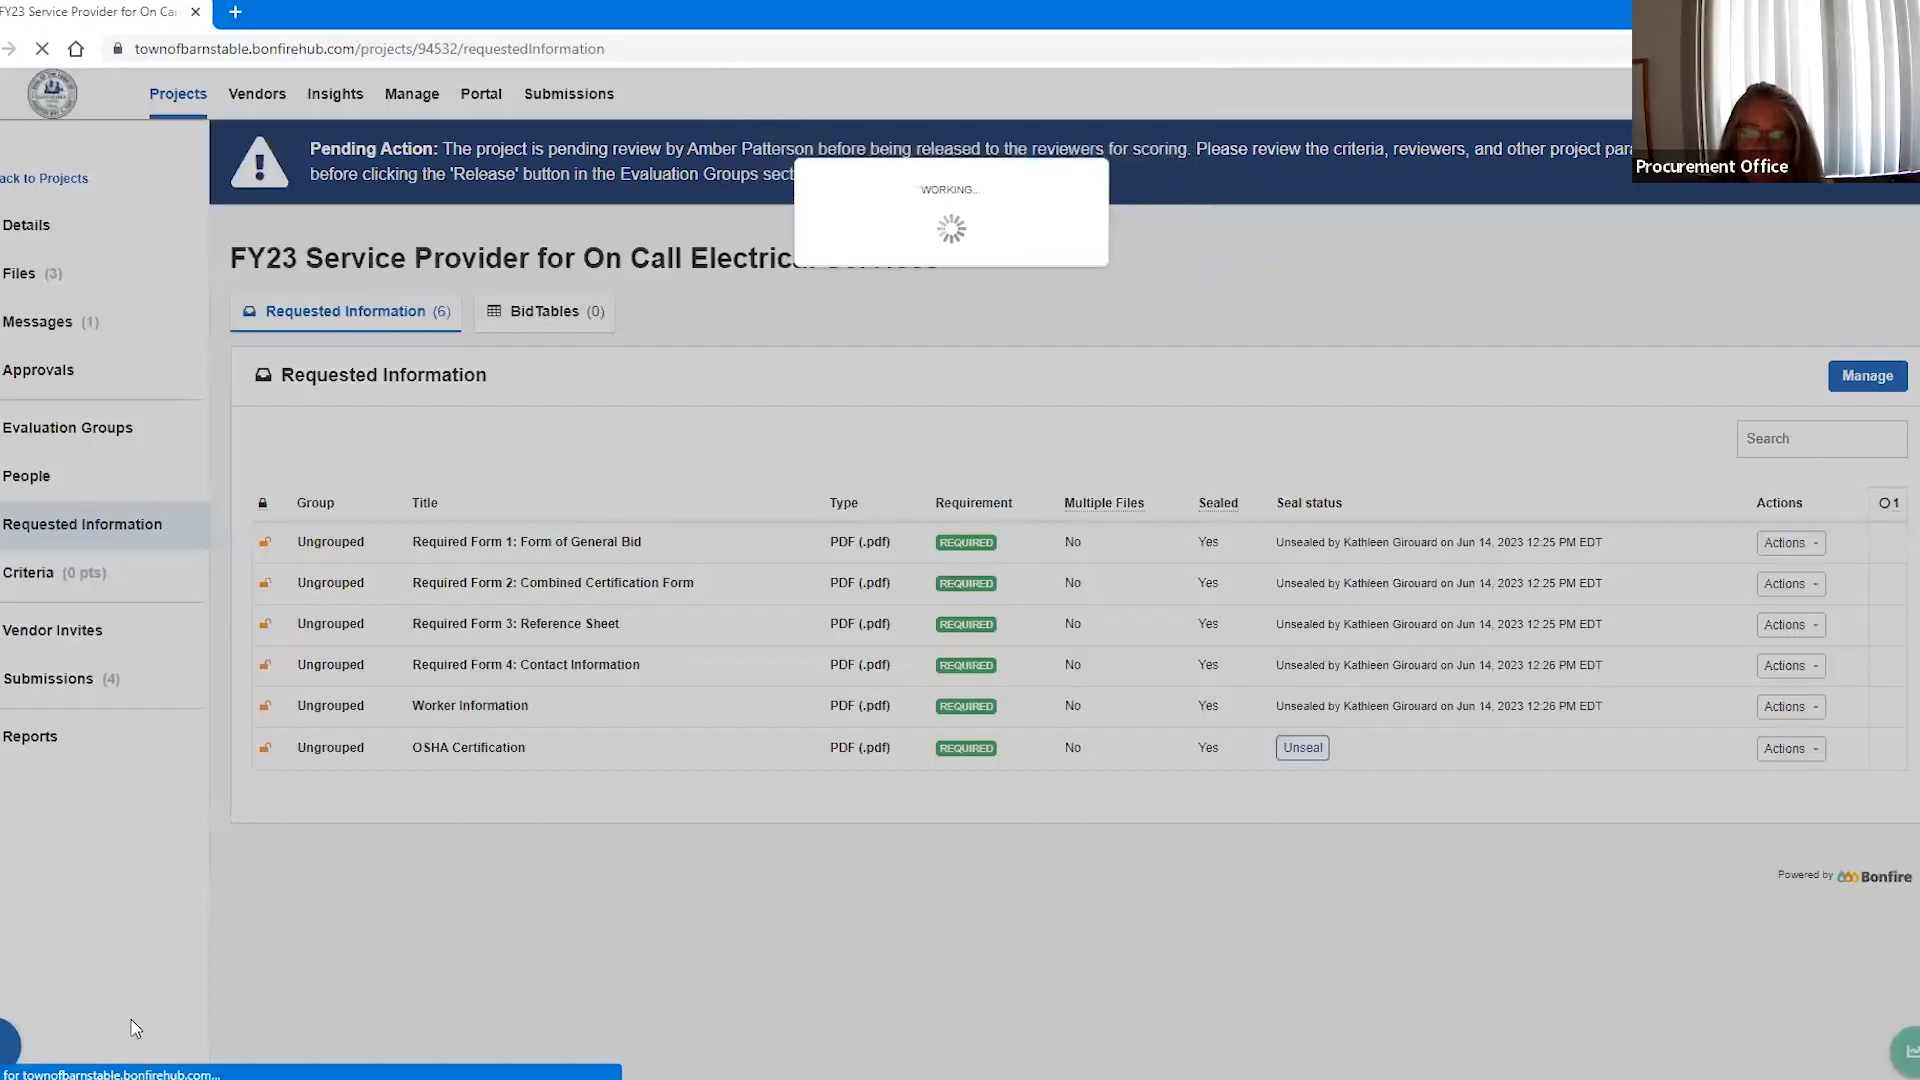 FY23 Service Provider for On Ca
townofbarnstable.bonfirehub.com/projects/94532/requestedInformation
Projects Vendors Insights Manage Portal Submissions
Pending Action: The project is pending review by Amber Patterson before being released to the reviewers for scoring. Please review the criteria, reviewers, and other project par
before clicking the 'Release' button in the Evaluation Groups sect
Procurement Office
WORKING...
ack to Projects
Details
Files (3)
Messages (1)
Approvals
Evaluation Groups
People
Requested Information
Criteria (0 pts)
Vendor Invites
Submissions (4)
Reports
FY23 Service Provider for On Call Electrical Services
Requested Information (6) BidTables (0)
Requested Information
Manage
Search
Group Title Type Requirement Multiple Files Sealed Seal status Actions 1
Ungrouped Required Form 1: Form of General Bid PDF (.pdf) REQUIRED No Yes Unsealed by Kathleen Girouard on Jun 14, 2023 12:25 PM EDT Actions
Ungrouped Required Form 2: Combined Certification Form PDF (.pdf) REQUIRED No Yes Unsealed by Kathleen Girouard on Jun 14, 2023 12:25 PM EDT Actions
Ungrouped Required Form 3: Reference Sheet PDF (.pdf) REQUIRED No Yes Unsealed by Kathleen Girouard on Jun 14, 2023 12:25 PM EDT Actions
Ungrouped Required Form 4: Contact Information PDF (.pdf) REQUIRED No Yes Unsealed by Kathleen Girouard on Jun 14, 2023 12:26 PM EDT Actions
Ungrouped Worker Information PDF (.pdf) REQUIRED No Yes Unsealed by Kathleen Girouard on Jun 14, 2023 12:26 PM EDT Actions
Ungrouped OSHA Certification PDF (.pdf) REQUIRED No Yes Unseal Actions
Powered by Bonfire
for townofbarnstable.bonfirehub.com...